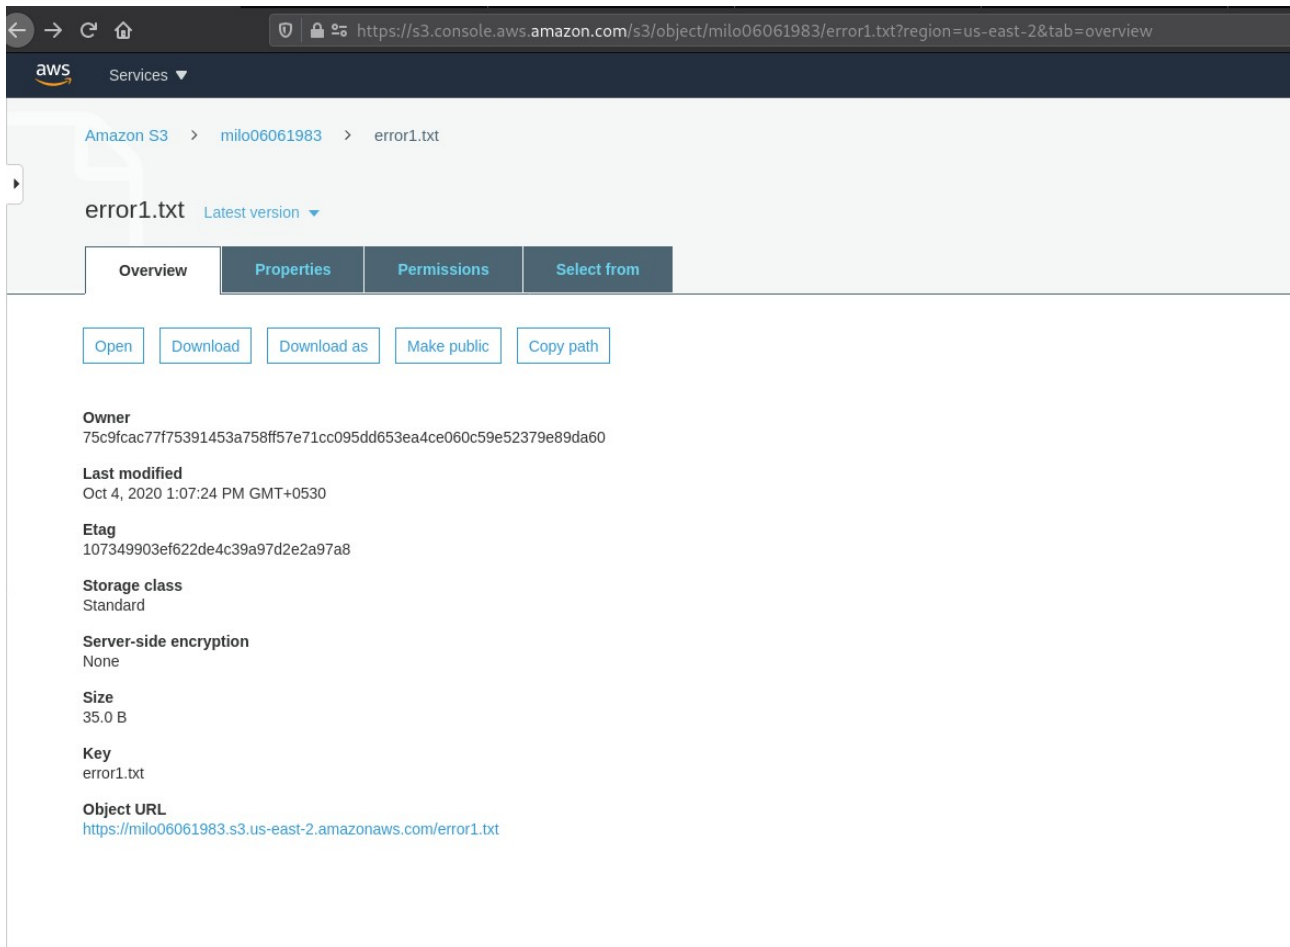 https://s3.console.aws.amazon.com/s3/object/milo06061983/error1.txt?region=us-east-2&tab=overview
aws Services
Amazon S3 > milo06061983 > error1.txt
error1.txt Latest version
Overview Properties Permissions Select from
Open Download Download as Make public Copy path
Owner
75c9fcac77f75391453a758ff57e71cc095dd653ea4ce060c59e52379e89da60
Last modified
Oct 4, 2020 1:07:24 PM GMT+0530
Etag
107349903ef622de4c39a97d2e2a97a8
Storage class
Standard
Server-side encryption
None
Size
35.0 B
Key
error1.txt
Object URL
https://milo06061983.s3.us-east-2.amazonaws.com/error1.txt